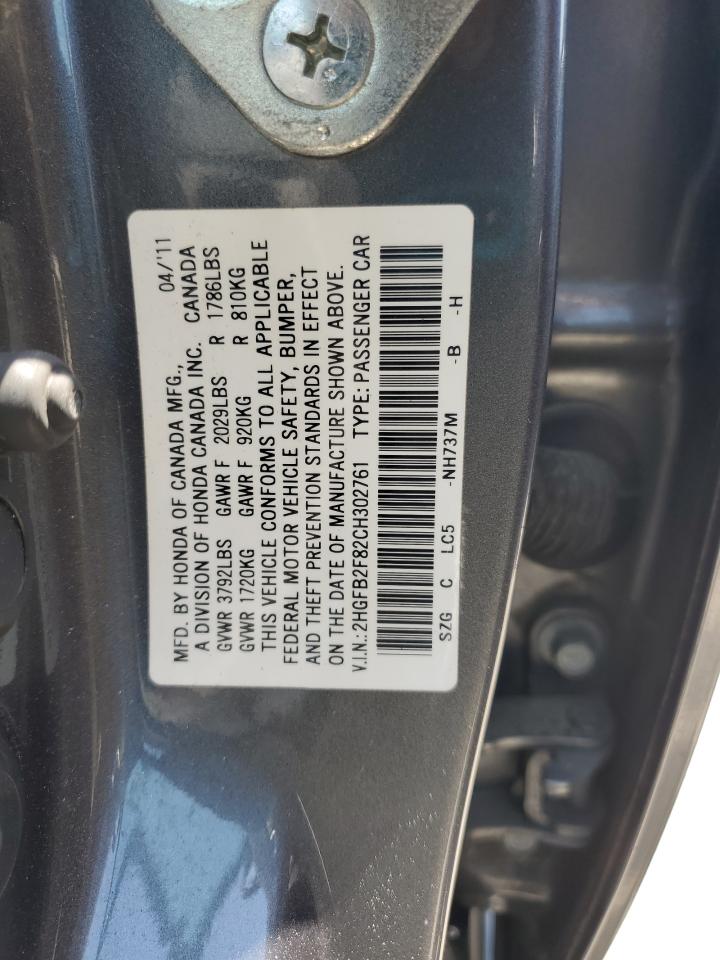 MFD. BY HONDA OF CANADA MFG., 04/'11
A DIVISION OF HONDA CANADA INC. CANADA
GVWR 3792LBS GAWR F 2029LBS R 1786LBS
GVWR 1720KG GAWR F 920KG R 810KG
THIS VEHICLE CONFORMS TO ALL APPLICABLE
FEDERAL MOTOR VEHICLE SAFETY, BUMPER,
AND THEFT PREVENTION STANDARDS IN EFFECT
ON THE DATE OF MANUFACTURE SHOWN ABOVE.
V.I.N.: 2HGFB2F82CH302761 TYPE: PASSENGER CAR
SZG C LC5 -NH737M -B -H